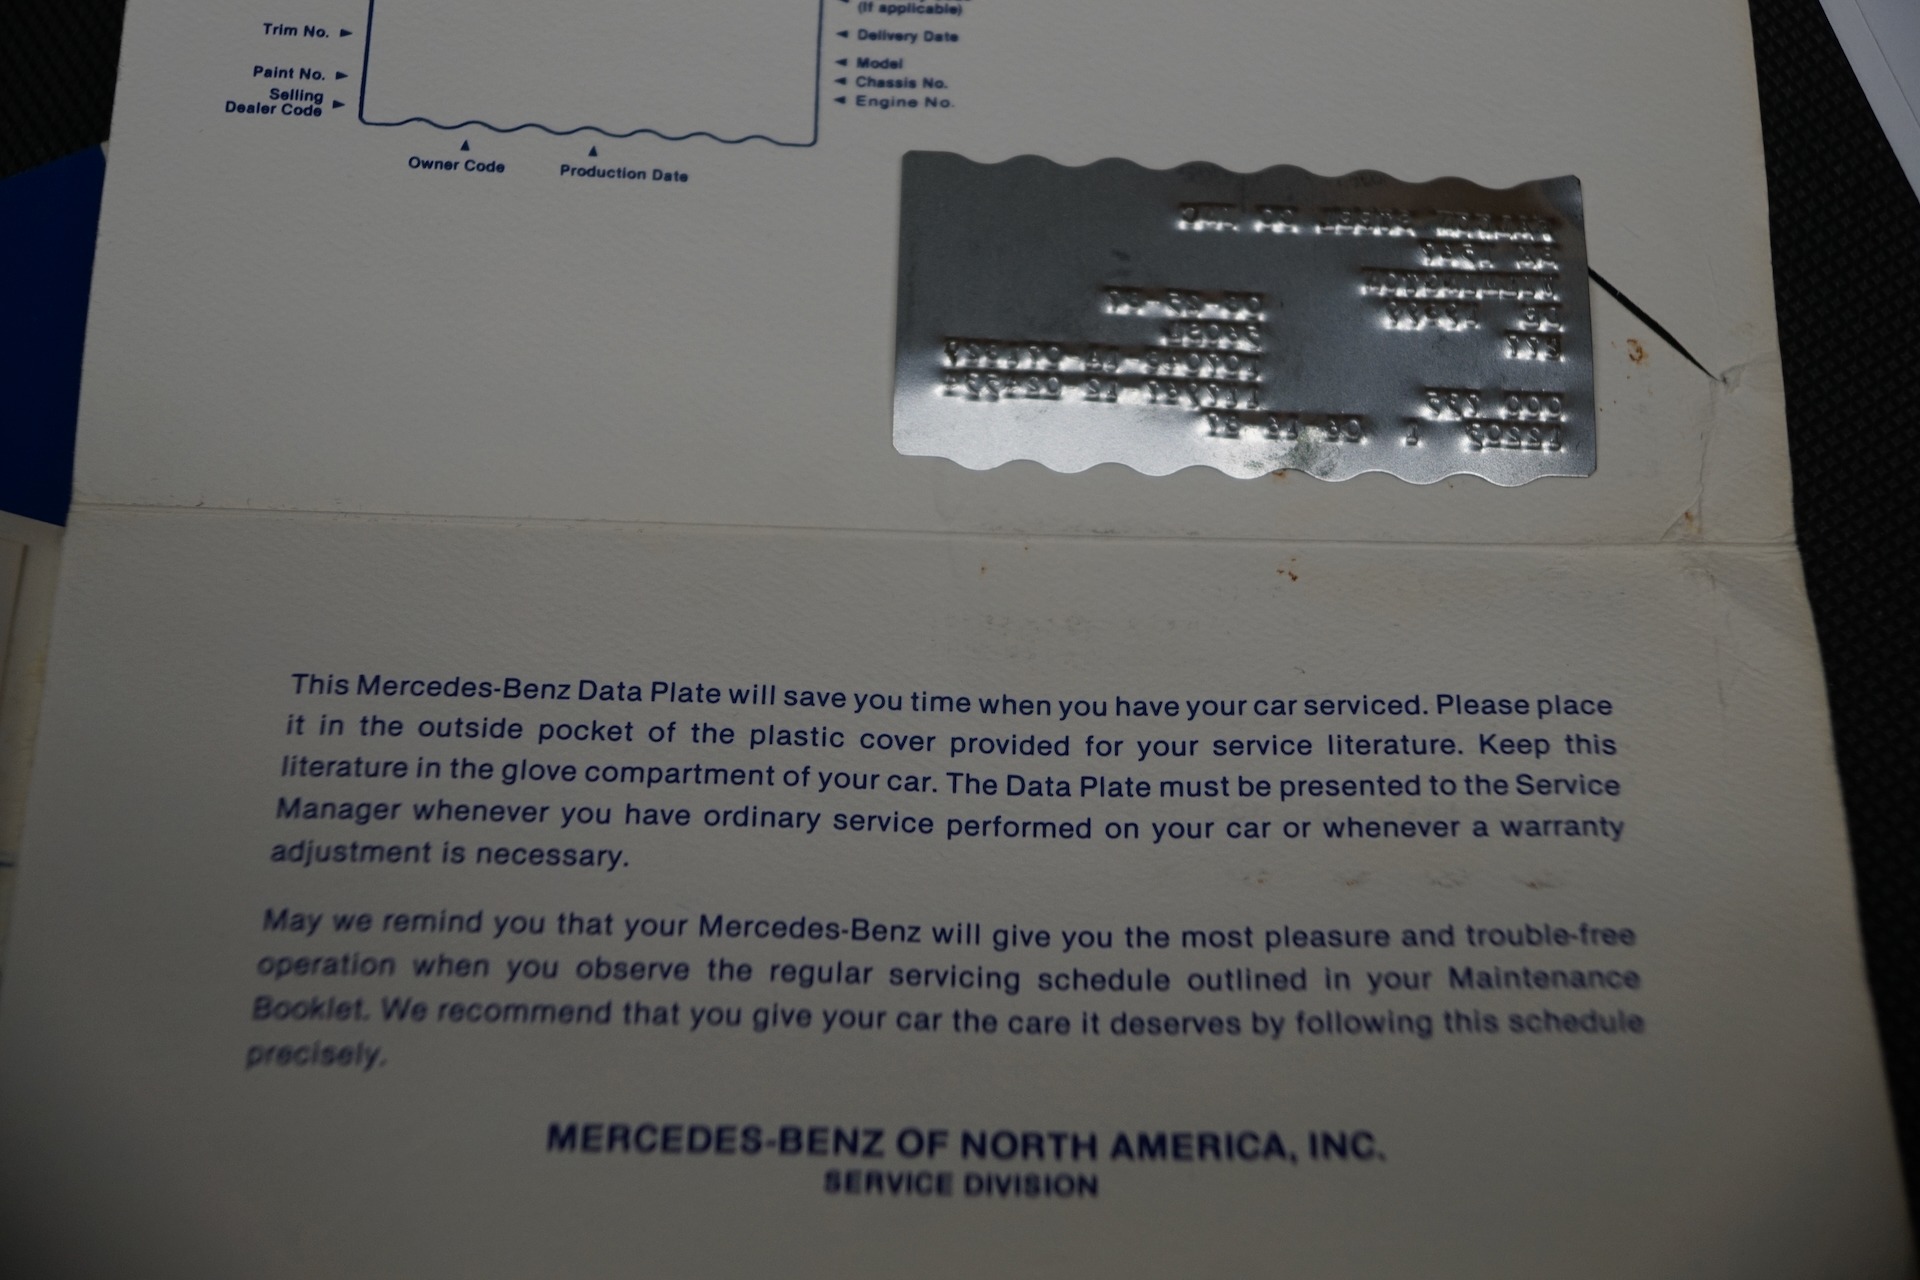 (If applicable)
Trim No. ►
◄ Delivery Date
◄ Model
Paint No. ►
◄ Chassis No.
Selling
Dealer Code ►
◄ Engine No.
▲ ▲
Owner Code Production Date
This Mercedes-Benz Data Plate will save you time when you have your car serviced. Please place
it in the outside pocket of the plastic cover provided for your service literature. Keep this
literature in the glove compartment of your car. The Data Plate must be presented to the Service
Manager whenever you have ordinary service performed on your car or whenever a warranty
adjustment is necessary.
May we remind you that your Mercedes-Benz will give you the most pleasure and trouble-free
operation when you observe the regular servicing schedule outlined in your Maintenance
Booklet. We recommend that you give your car the care it deserves by following this schedule
precisely.
MERCEDES-BENZ OF NORTH AMERICA, INC.
SERVICE DIVISION